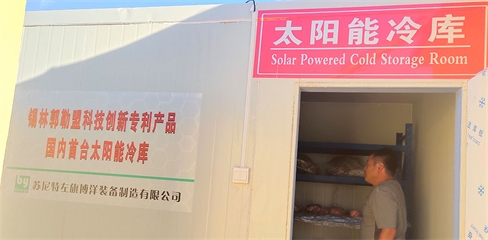 太阳能冷库
Solar Powered Cold Storage Room
锡林郭勒盟科技创新专利产品
国内首台太阳能冷库
by
苏尼特左旗博洋装备制造有限公司